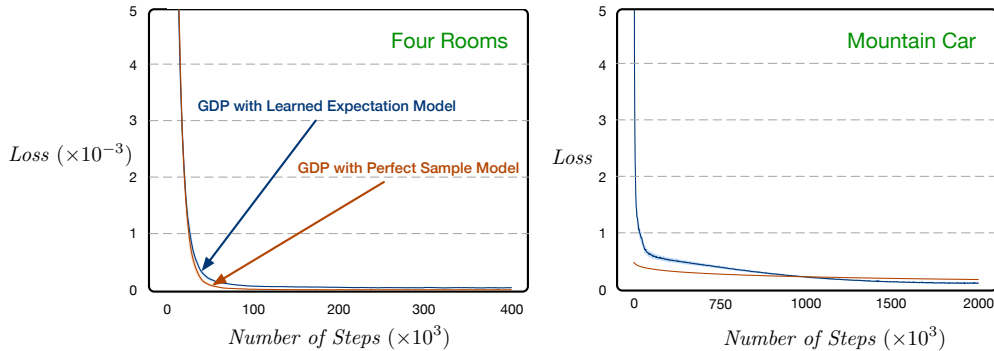 5
4
3
2
1
0
Loss (×10⁻³)
Four Rooms
GDP with Learned Expectation Model
GDP with Perfect Sample Model
0 100 200 300 400
Number of Steps (×10³)
5
4
3
2
1
0
Loss
Mountain Car
0 750 1000 1500 2000
Number of Steps (×10³)